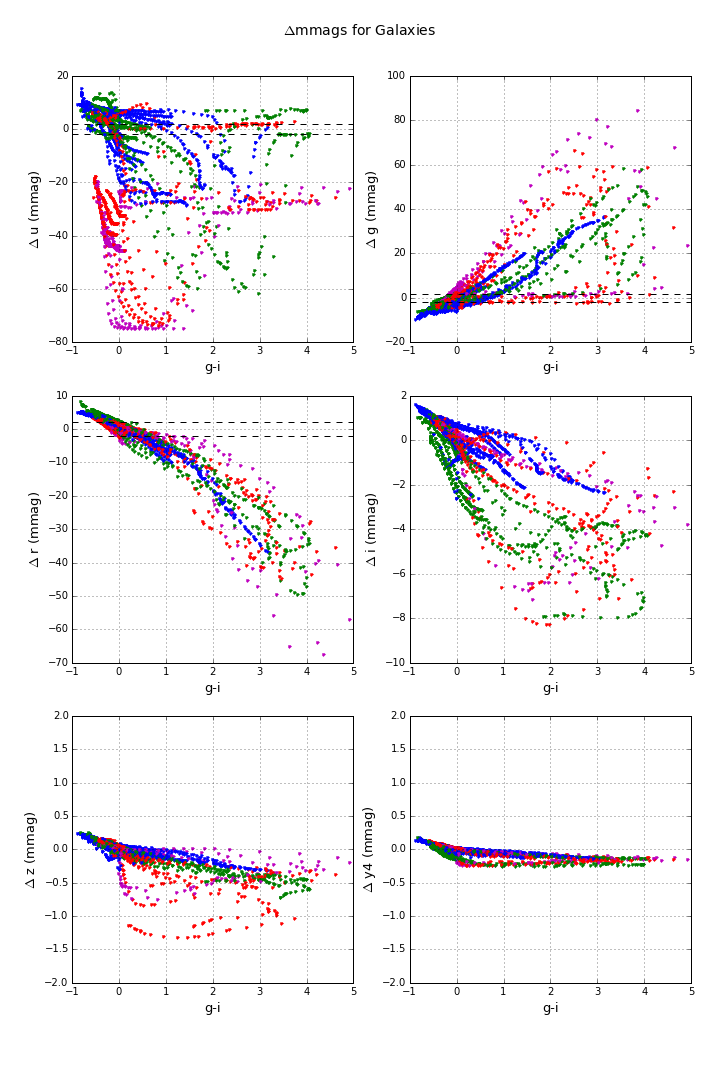 Δmmags for Galaxies
20
0
−20
−40
−60
−80
Δ u (mmag)
−1 0 1 2 3 4 5
g-i
100
80
60
40
20
0
−20
Δ g (mmag)
−1 0 1 2 3 4 5
g-i
10
0
−10
−20
−30
−40
−50
−60
−70
Δ r (mmag)
−1 0 1 2 3 4 5
g-i
2
0
−2
−4
−6
−8
−10
Δ i (mmag)
−1 0 1 2 3 4 5
g-i
2.0
1.5
1.0
0.5
0.0
−0.5
−1.0
−1.5
−2.0
Δ z (mmag)
−1 0 1 2 3 4 5
g-i
2.0
1.5
1.0
0.5
0.0
−0.5
−1.0
−1.5
−2.0
Δ y4 (mmag)
−1 0 1 2 3 4 5
g-i